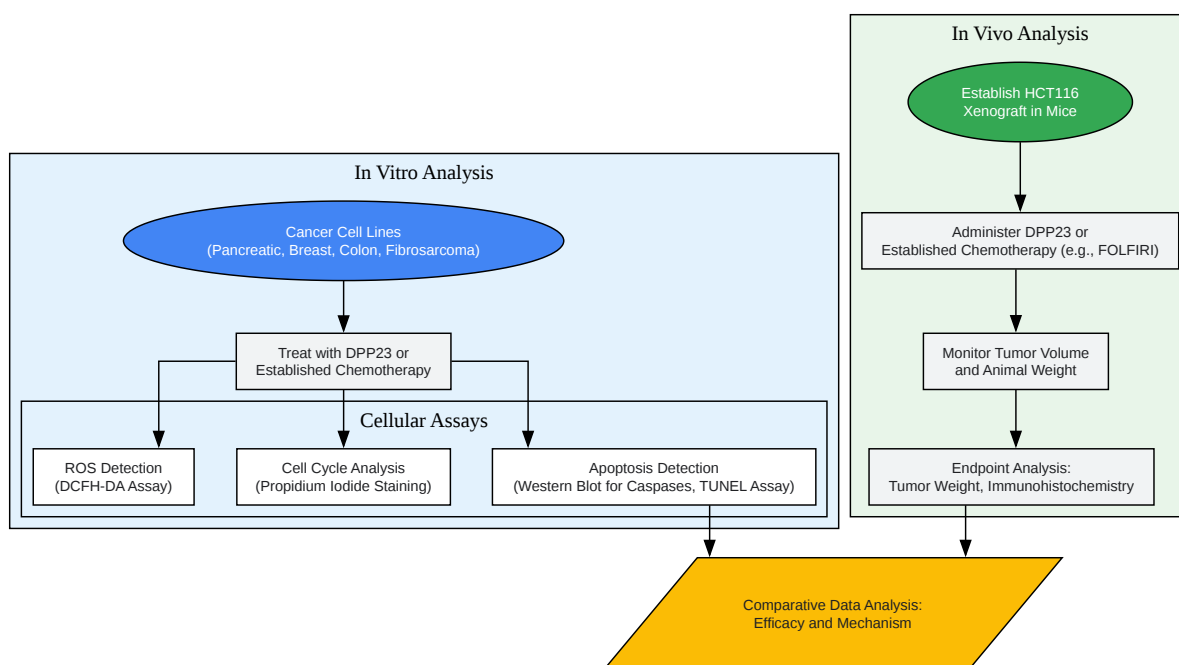 In Vitro Analysis
Cancer Cell Lines
(Pancreatic, Breast, Colon, Fibrosarcoma)
Treat with DPP23 or
Established Chemotherapy
Cellular Assays
ROS Detection
(DCFH-DA Assay)
Cell Cycle Analysis
(Propidium Iodide Staining)
Apoptosis Detection
(Western Blot for Caspases, TUNEL Assay)
In Vivo Analysis
Establish HCT116
Xenograft in Mice
Administer DPP23 or
Established Chemotherapy (e.g., FOLFIRI)
Monitor Tumor Volume
and Animal Weight
Endpoint Analysis:
Tumor Weight, Immunohistochemistry
Comparative Data Analysis:
Efficacy and Mechanism